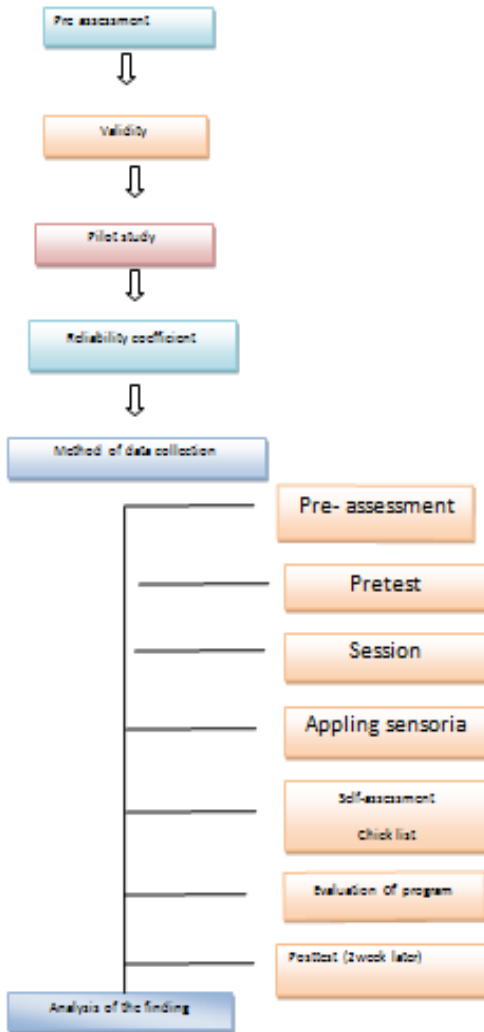 Pre assessment
Validity
Pilot study
Reliability coefficient
Method of data collection
Pre- assessment
Pretest
Session
Appling sensoria
Self-assessment
Chick list
Evaluation Of program
Posttest (2week later)
Analysis of the finding